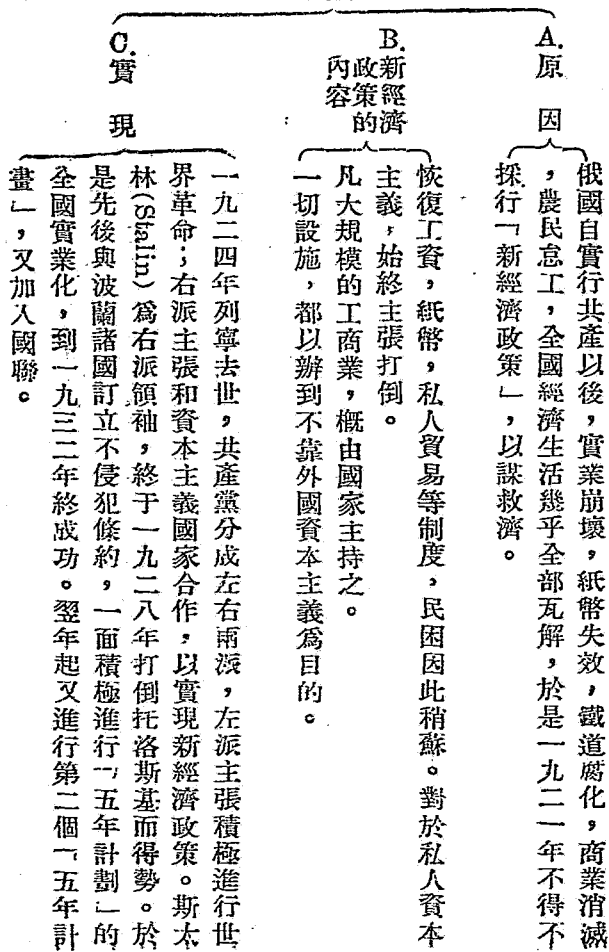 A.原因
俄國自實行共產以後，實業崩壞，紙幣失效，鐵道腐化，商業消滅
，農民怠工，全國經濟生活幾乎全部瓦解，於是一九二一年不得不
採行「新經濟政策」，以謀救濟。
B.新經濟
政策的
內容
恢復工資，紙幣，私人貿易等制度，民困因此稍蘇。對於私人資本
主義，始終主張打倒。
凡大規模的工商業，概由國家主持之。
一切設施，都以辦到不靠外國資本主義爲目的。
C.實現
一九二四年列寧去世，共產黨分成左右兩派，左派主張積極進行世
界革命；右派主張和資本主義國家合作，以實現新經濟政策。斯太
林(Stalin)爲右派領袖，終于一九二八年打倒托洛斯基而得勢。於
是先後與波蘭諸國訂立不侵犯條約，一面積極進行「五年計劃」的
全國實業化，到一九三二年終成功。翌年起又進行第二個「五年計
畫」，又加入國聯。